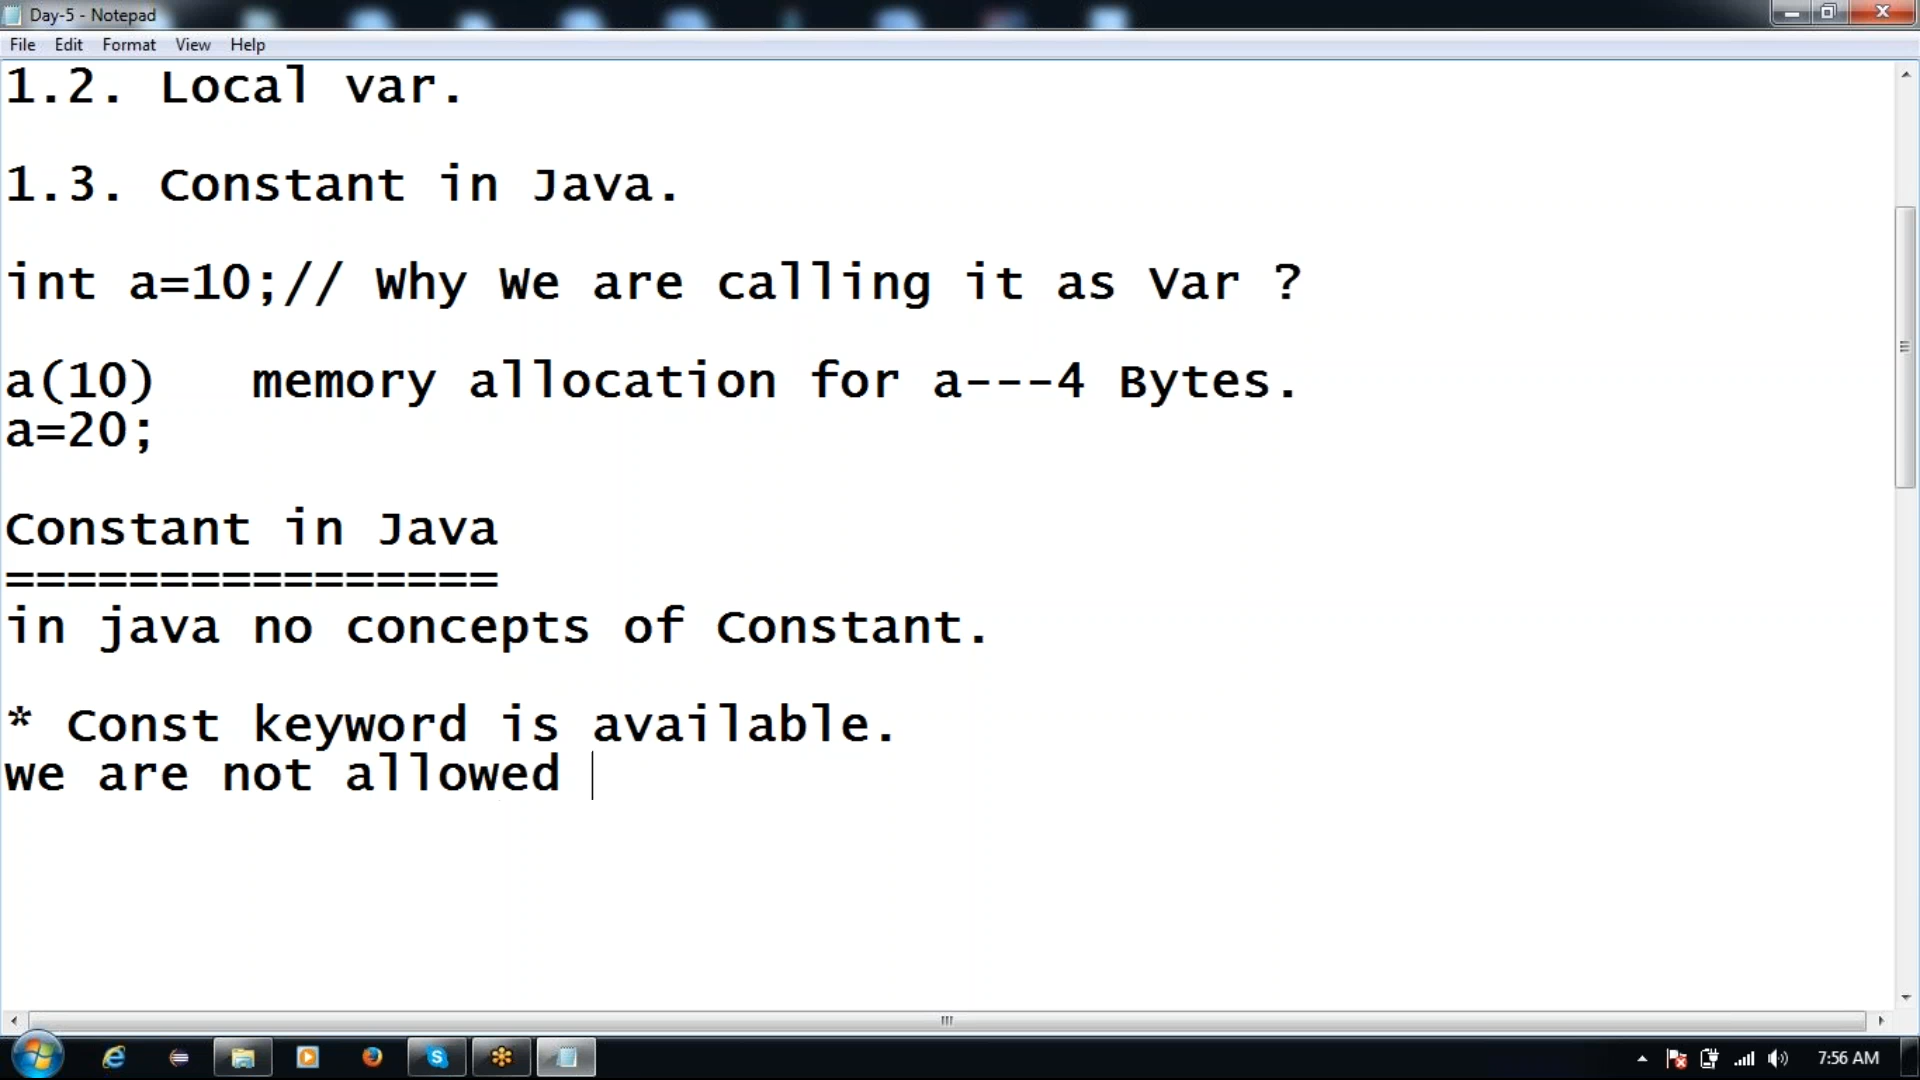 Day-5 - Notepad
File Edit Format View Help
1.2. Local var.
1.3. Constant in Java.
int a=10;// Why We are calling it as Var ?
a(10) memory allocation for a---4 Bytes.
a=20;
Constant in Java
================
in java no concepts of Constant.
* Const keyword is available.
we are not allowed
7:56 AM